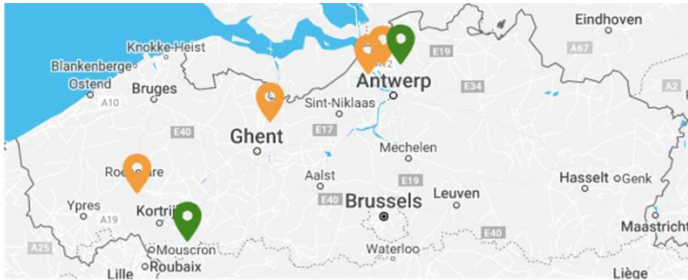 Eindhoven
Knokke-Heist
E19
A67
Blankenberge
Ostend
Bruges
A10
Antwerp
E34
A2
Sint-Niklaas
E40
E17
Ghent
Mechelen
Aalst
E19
Hasselt
Genk
E40
Brussels
Leuven
Ypres
A19
Maastricht
E40
A25
Mouscron
Waterloo
Lille
Roubaix
Liège